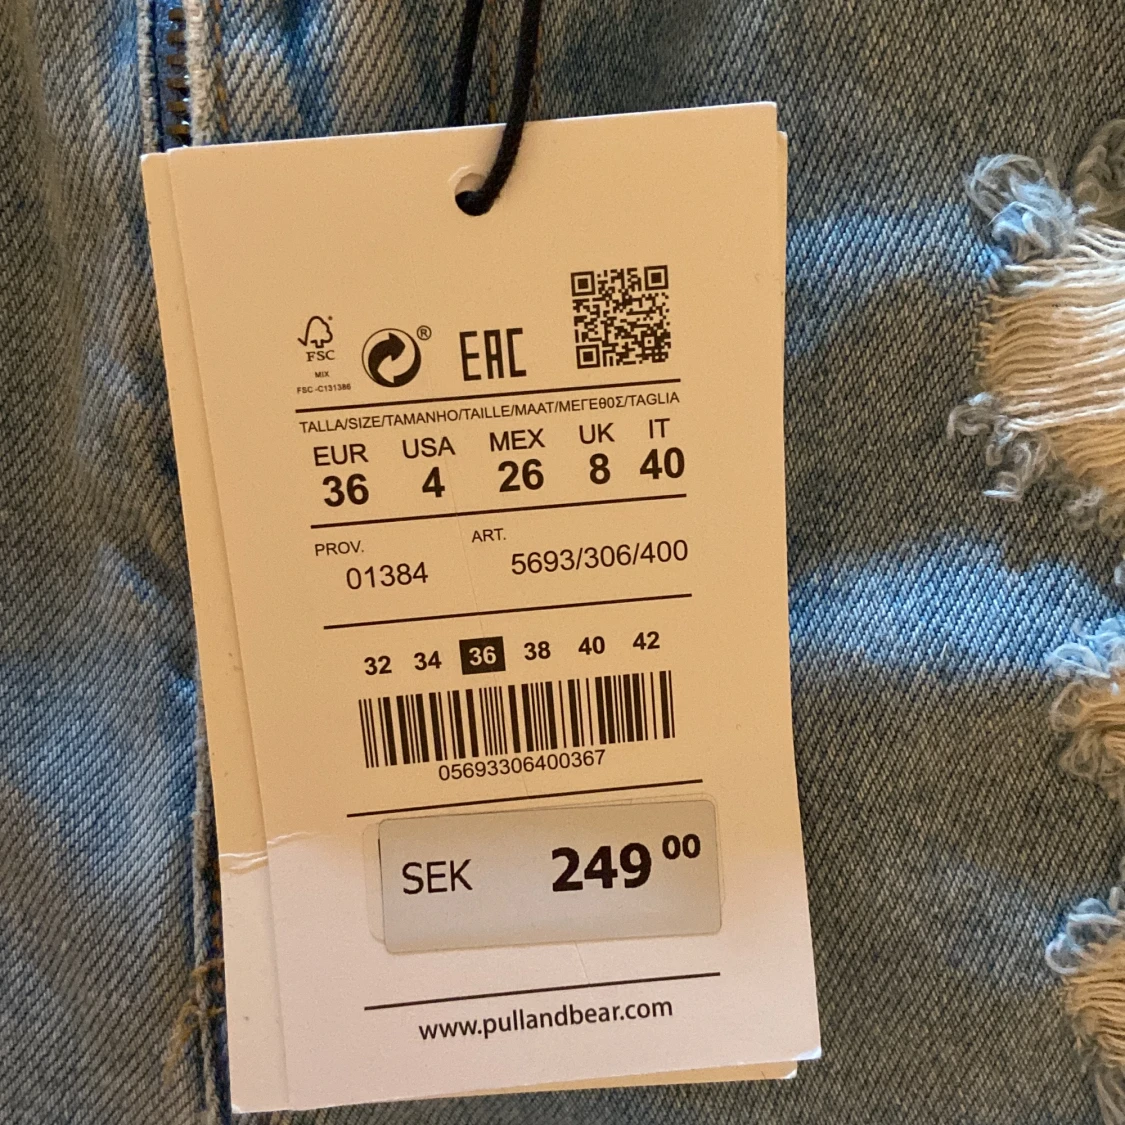 FSC
MIX
FSC -C131386
®
EAC
TALLA/SIZE/TAMANHO/TAILLE/MAAT/ΜΕΓΕΘΟΣ/TAGLIA
EUR USA MEX UK IT
36 4 26 8 40
PROV. ART.
01384 5693/306/400
32 34 36 38 40 42
05693306400367
SEK 249 00
www.pullandbear.com